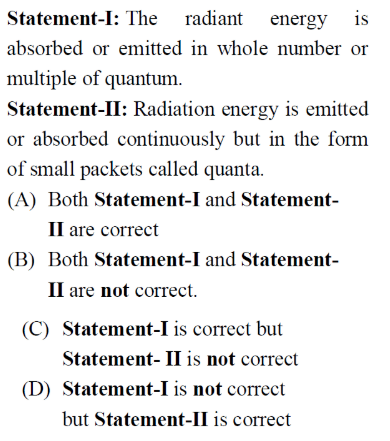 Statement-I: The radiant energy is
absorbed or emitted in whole number or
multiple of quantum.
Statement-II: Radiation energy is emitted
or absorbed continuously but in the form
of small packets called quanta.
(A) Both Statement-I and Statement-
II are correct
(B) Both Statement-I and Statement-
II are not correct.
(C) Statement-I is correct but
Statement- II is not correct
(D) Statement-I is not correct
but Statement-II is correct